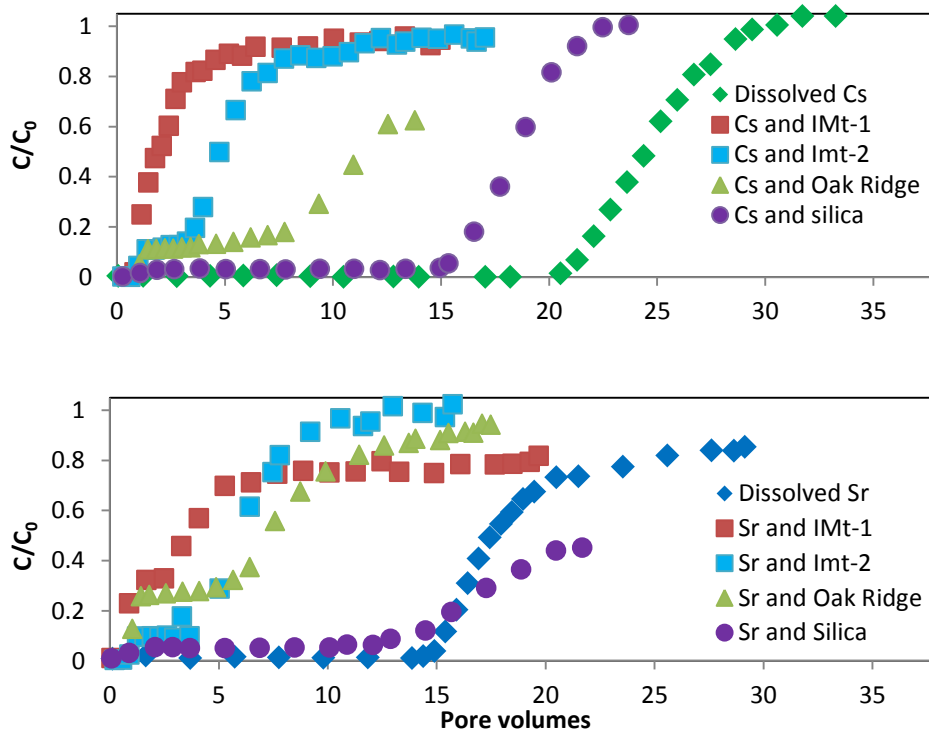 C/C0
1
0.8
0.6
0.4
0.2
0
0 5 10 15 20 25 30 35
Dissolved Cs
Cs and IMt-1
Cs and Imt-2
Cs and Oak Ridge
Cs and silica
C/C0
1
0.8
0.6
0.4
0.2
0
0 5 10 15 20 25 30 35
Dissolved Sr
Sr and IMt-1
Sr and Imt-2
Sr and Oak Ridge
Sr and Silica
Pore volumes